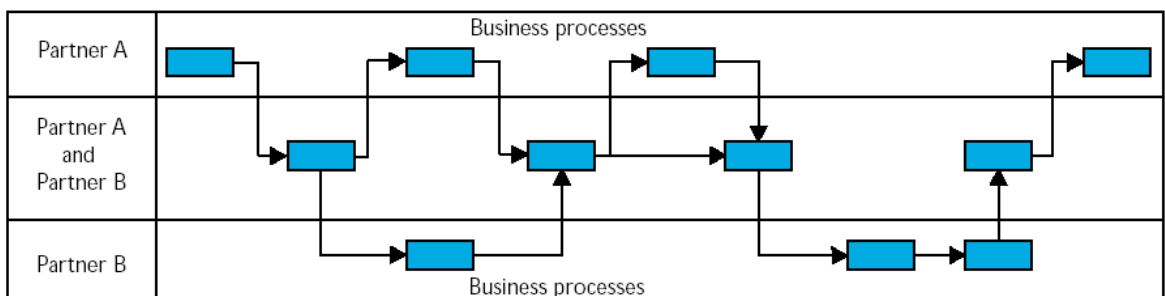 Business processes
Partner A
Partner A
and
Partner B
Partner B
Business processes